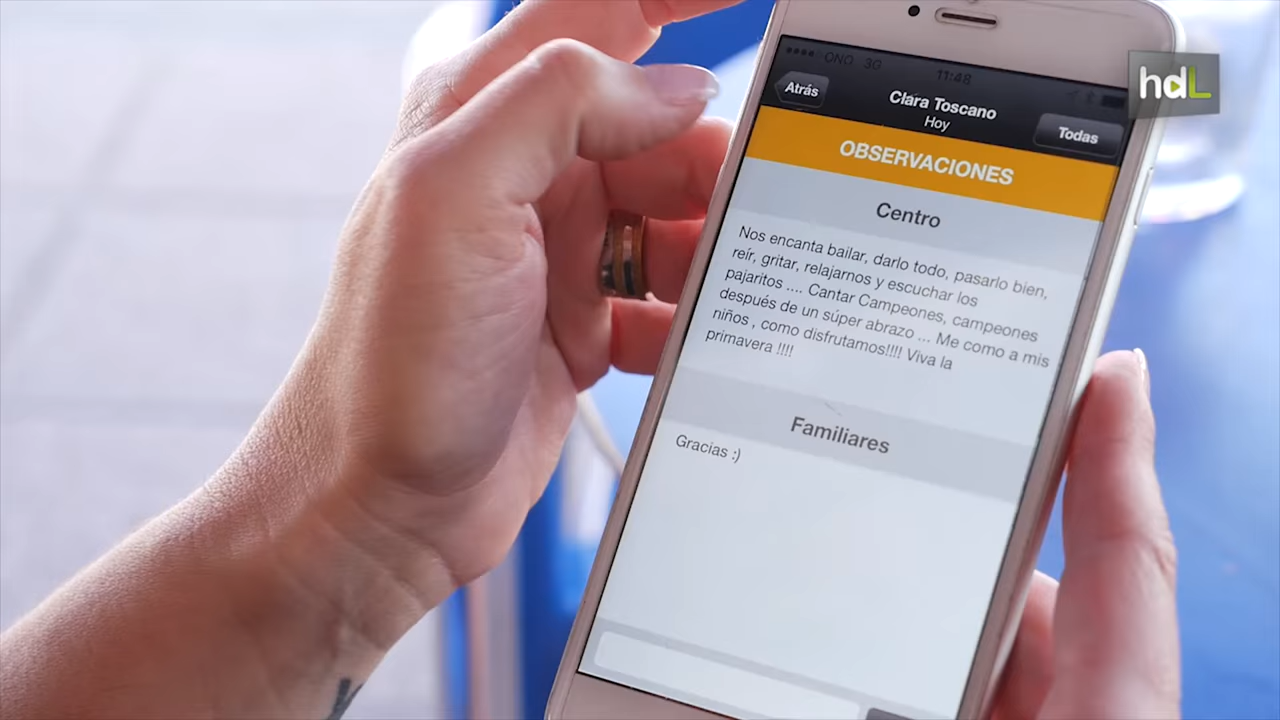 ONO 3G
11:48
hdL
Atrás
Clara Toscano
Hoy
Todas
OBSERVACIONES
Centro
Nos encanta bailar, darlo todo, pasarlo bien,
reír, gritar, relajarnos y escuchar los
pajaritos .... Cantar Campeones, campeones
después de un súper abrazo ... Me como a mis
niños , como disfrutamos!!!! Viva la
primavera !!!!
Familiares
Gracias :)